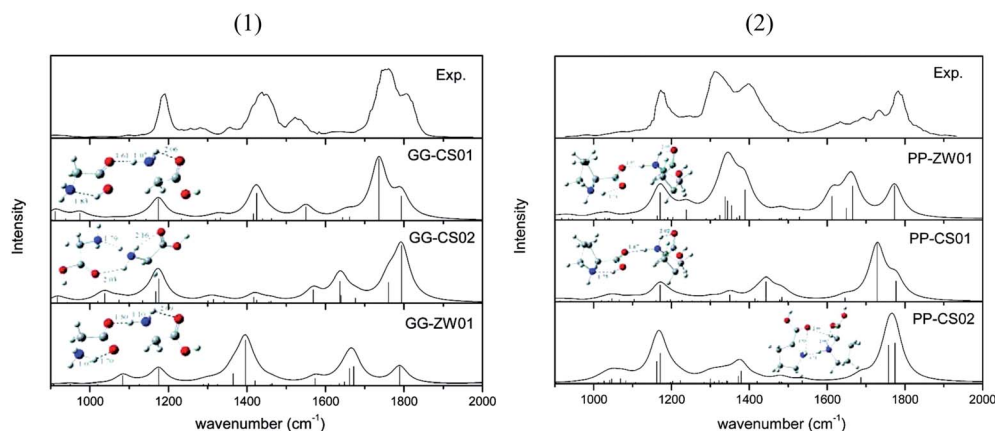 (1)
(2)
Exp.
GG-CS01
GG-CS02
GG-ZW01
Intensity
1000 1200 1400 1600 1800 2000
wavenumber (cm-1)
Exp.
PP-ZW01
PP-CS01
PP-CS02
Intensity
1000 1200 1400 1600 1800 2000
wavenumber (cm-1)